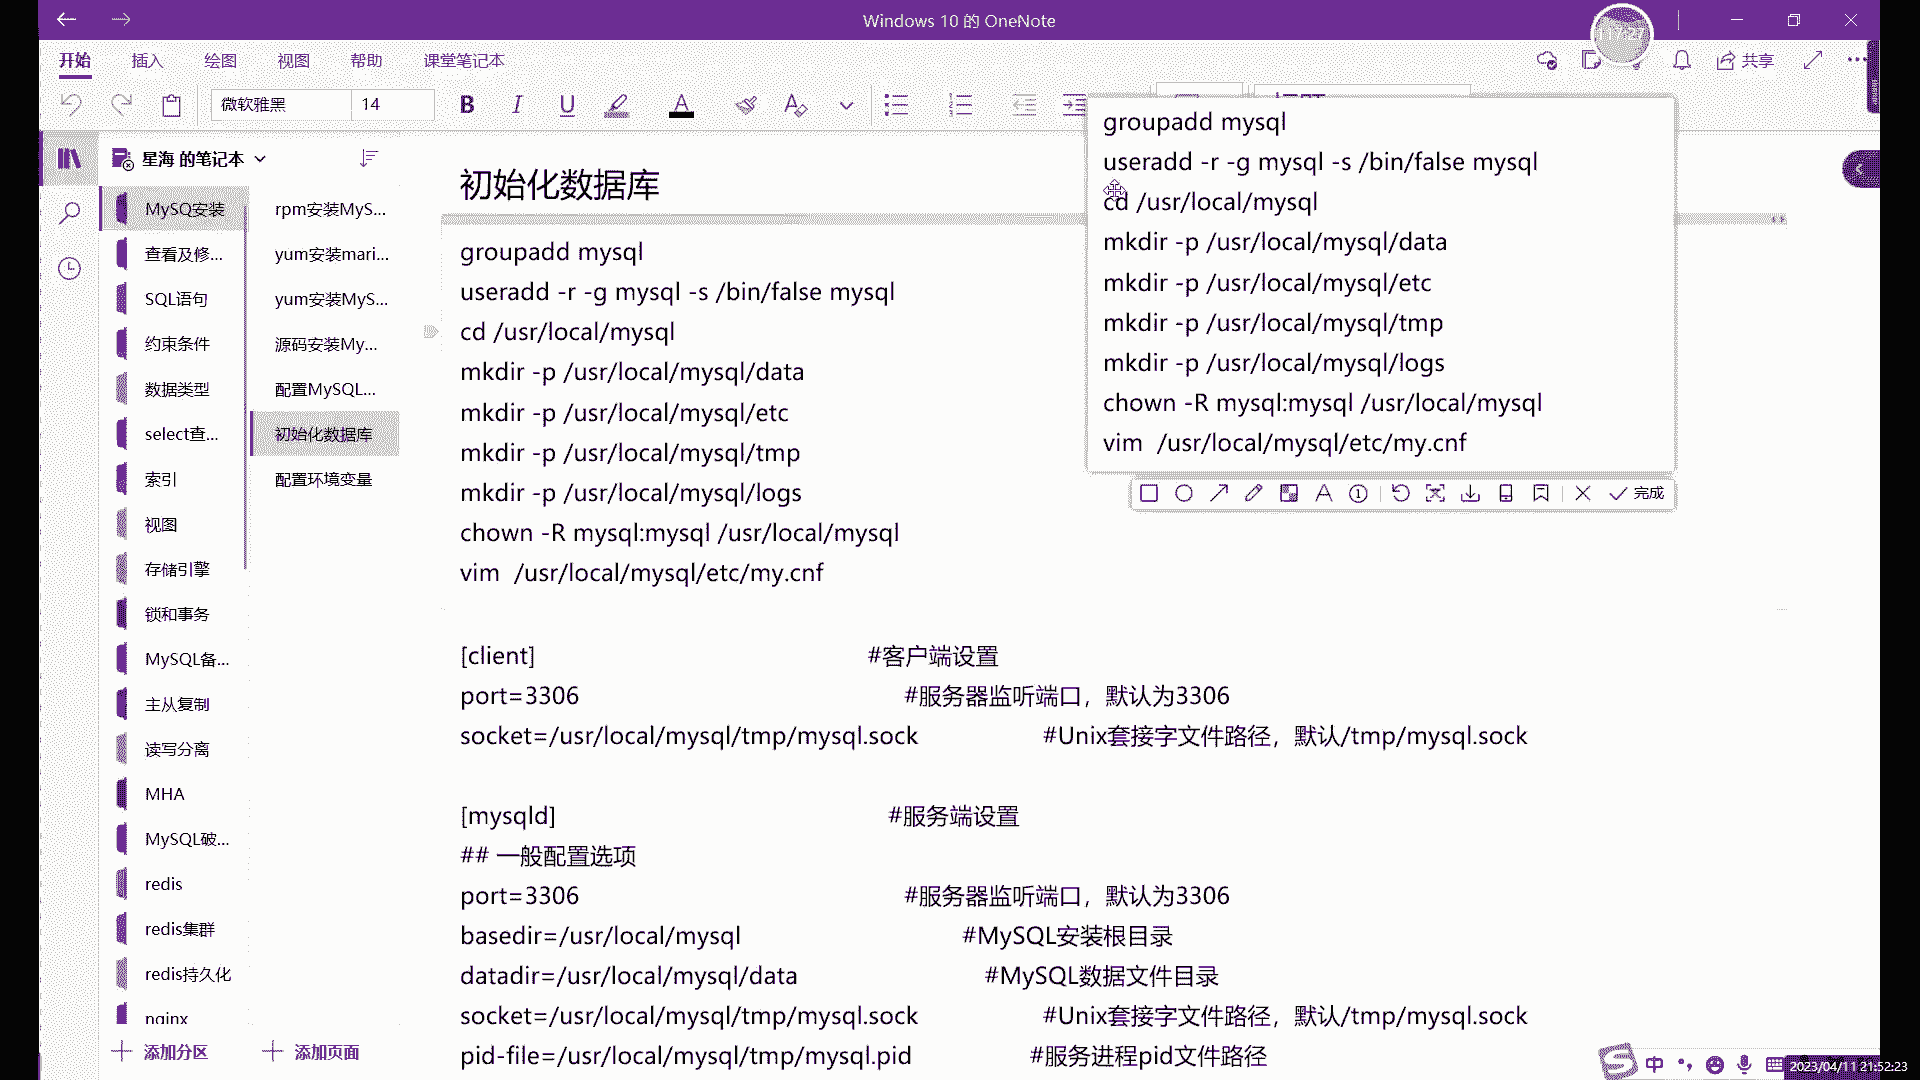 Windows 10 的 OneNote
开始 插入 绘图 视图 帮助 课堂笔记本 共享
微软雅黑 14 B I U A
星海 的笔记本
MySQ安装
查看及修...
SQL语句
约束条件
数据类型
select查...
索引
视图
存储引擎
锁和事务
MySQL备...
主从复制
读写分离
MHA
MySQL破...
redis
redis集群
redis持久化
nginx
添加分区
rpm安装MyS...
yum安装mari...
yum安装MyS...
源码安装My...
配置MySQL...
初始化数据库
配置环境变量
添加页面
初始化数据库
groupadd mysql
useradd -r -g mysql -s /bin/false mysql
cd /usr/local/mysql
mkdir -p /usr/local/mysql/data
mkdir -p /usr/local/mysql/etc
mkdir -p /usr/local/mysql/tmp
mkdir -p /usr/local/mysql/logs
chown -R mysql:mysql /usr/local/mysql
vim  /usr/local/mysql/etc/my.cnf
[client] #客户端设置
port=3306 #服务器监听端口，默认为3306
socket=/usr/local/mysql/tmp/mysql.sock #Unix套接字文件路径，默认/tmp/mysql.sock
[mysqld] #服务端设置
## 一般配置选项
port=3306 #服务器监听端口，默认为3306
basedir=/usr/local/mysql #MySQL安装根目录
datadir=/usr/local/mysql/data #MySQL数据文件目录
socket=/usr/local/mysql/tmp/mysql.sock #Unix套接字文件路径，默认/tmp/mysql.sock
pid-file=/usr/local/mysql/tmp/mysql.pid #服务进程pid文件路径
groupadd mysql
useradd -r -g mysql -s /bin/false mysql
cd /usr/local/mysql
mkdir -p /usr/local/mysql/data
mkdir -p /usr/local/mysql/etc
mkdir -p /usr/local/mysql/tmp
mkdir -p /usr/local/mysql/logs
chown -R mysql:mysql /usr/local/mysql
vim  /usr/local/mysql/etc/my.cnf
完成
中
2023/04/11 21:52:23